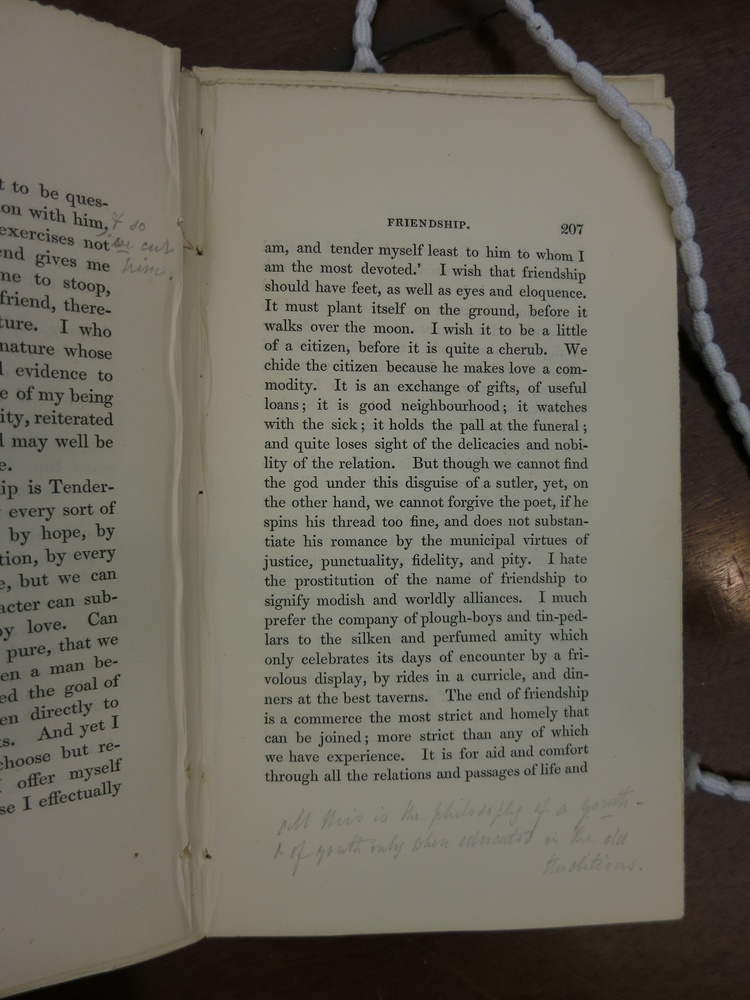 t to be ques-
on with him,
& so
exercises not
we cut
end gives me
him.
me to stoop,
friend, there-
ture. I who
nature whose
l evidence to
e of my being
ity, reiterated
l may well be
e.
ip is Tender-
every sort of
by hope, by
tion, by every
e, but we can
acter can sub-
by love. Can
pure, that we
en a man be-
ed the goal of
en directly to
s. And yet I
choose but re-
I offer myself
se I effectually
FRIENDSHIP. 207
am, and tender myself least to him to whom I
am the most devoted.' I wish that friendship
should have feet, as well as eyes and eloquence.
It must plant itself on the ground, before it
walks over the moon. I wish it to be a little
of a citizen, before it is quite a cherub. We
chide the citizen because he makes love a com-
modity. It is an exchange of gifts, of useful
loans; it is good neighbourhood; it watches
with the sick; it holds the pall at the funeral;
and quite loses sight of the delicacies and nobi-
lity of the relation. But though we cannot find
the god under this disguise of a sutler, yet, on
the other hand, we cannot forgive the poet, if he
spins his thread too fine, and does not substan-
tiate his romance by the municipal virtues of
justice, punctuality, fidelity, and pity. I hate
the prostitution of the name of friendship to
signify modish and worldly alliances. I much
prefer the company of plough-boys and tin-ped-
lars to the silken and perfumed amity which
only celebrates its days of encounter by a fri-
volous display, by rides in a curricle, and din-
ners at the best taverns. The end of friendship
is a commerce the most strict and homely that
can be joined; more strict than any of which
we have experience. It is for aid and comfort
through all the relations and passages of life and
all this is the philosophy of a youth -
& of youth only when educated in the old
traditions.